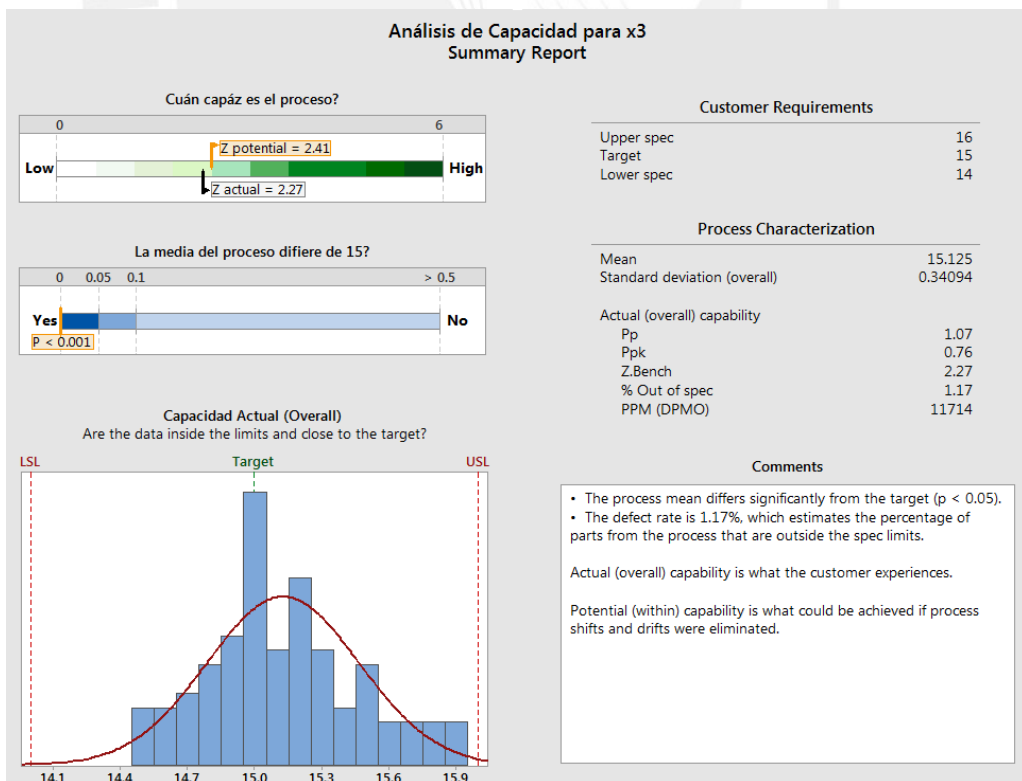 Análisis de Capacidad para x3
Summary Report
Cuán capáz es el proceso?
0 6
Z potential = 2.41
Low High
Z actual = 2.27
La media del proceso difiere de 15?
0 0.05 0.1 > 0.5
Yes No
P < 0.001
Capacidad Actual (Overall)
Are the data inside the limits and close to the target?
LSL Target USL
14.1 14.4 14.7 15.0 15.3 15.6 15.9
Customer Requirements
Upper spec 16
Target 15
Lower spec 14
Process Characterization
Mean 15.125
Standard deviation (overall) 0.34094
Actual (overall) capability
Pp 1.07
Ppk 0.76
Z.Bench 2.27
% Out of spec 1.17
PPM (DPMO) 11714
Comments
• The process mean differs significantly from the target (p < 0.05).
• The defect rate is 1.17%, which estimates the percentage of
parts from the process that are outside the spec limits.
Actual (overall) capability is what the customer experiences.
Potential (within) capability is what could be achieved if process
shifts and drifts were eliminated.